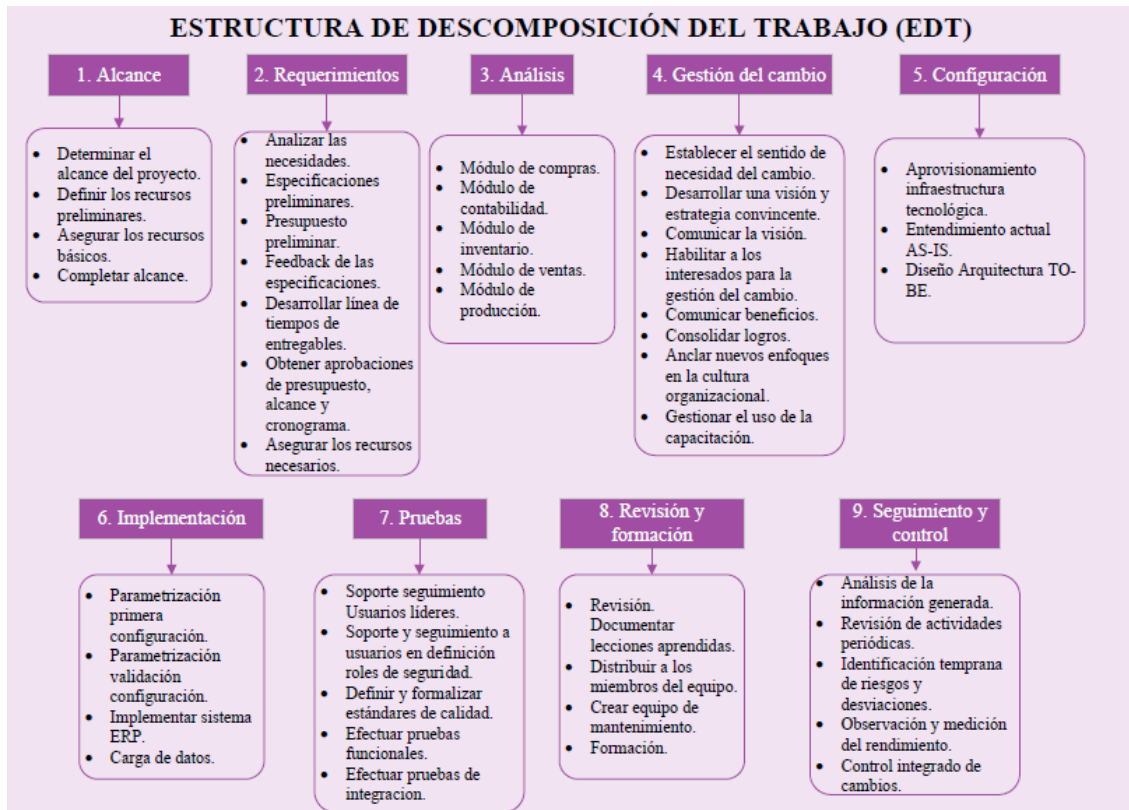 ESTRUCTURA DE DESCOMPOSICIÓN DEL TRABAJO (EDT)
1. Alcance
• Determinar el
alcance del proyecto.
• Definir los recursos
preliminares.
• Asegurar los recursos
básicos.
• Completar alcance.
2. Requerimientos
• Analizar las
necesidades.
• Especificaciones
preliminares.
• Presupuesto
preliminar.
• Feedback de las
especificaciones.
• Desarrollar línea de
tiempos de
entregables.
• Obtener aprobaciones
de presupuesto,
alcance y
cronograma.
• Asegurar los recursos
necesarios.
3. Análisis
• Módulo de compras.
• Módulo de
contabilidad.
• Módulo de
inventario.
• Módulo de ventas.
• Módulo de
producción.
4. Gestión del cambio
• Establecer el sentido de
necesidad del cambio.
• Desarrollar una visión y
estrategia convincente.
• Comunicar la visión.
• Habilitar a los
interesados para la
gestión del cambio.
• Comunicar beneficios.
• Consolidar logros.
• Anclar nuevos enfoques
en la cultura
organizacional.
• Gestionar el uso de la
capacitación.
5. Configuración
• Aprovisionamiento
infraestructura
tecnológica.
• Entendimiento actual
AS-IS.
• Diseño Arquitectura TO-
BE.
6. Implementación
• Parametrización
primera
configuración.
• Parametrización
validación
configuración.
• Implementar sistema
ERP.
• Carga de datos.
7. Pruebas
• Soporte seguimiento
Usuarios líderes.
• Soporte y seguimiento a
usuarios en definición
roles de seguridad.
• Definir y formalizar
estándares de calidad.
• Efectuar pruebas
funcionales.
• Efectuar pruebas de
integracion.
8. Revisión y
formación
• Revisión.
Documentar
lecciones aprendidas.
• Distribuir a los
miembros del equipo.
• Crear equipo de
mantenimiento.
• Formación.
9. Seguimiento y
control
• Análisis de la
información generada.
• Revisión de actividades
periódicas.
• Identificación temprana
de riesgos y
desviaciones.
• Observación y medición
del rendimiento.
• Control integrado de
cambios.